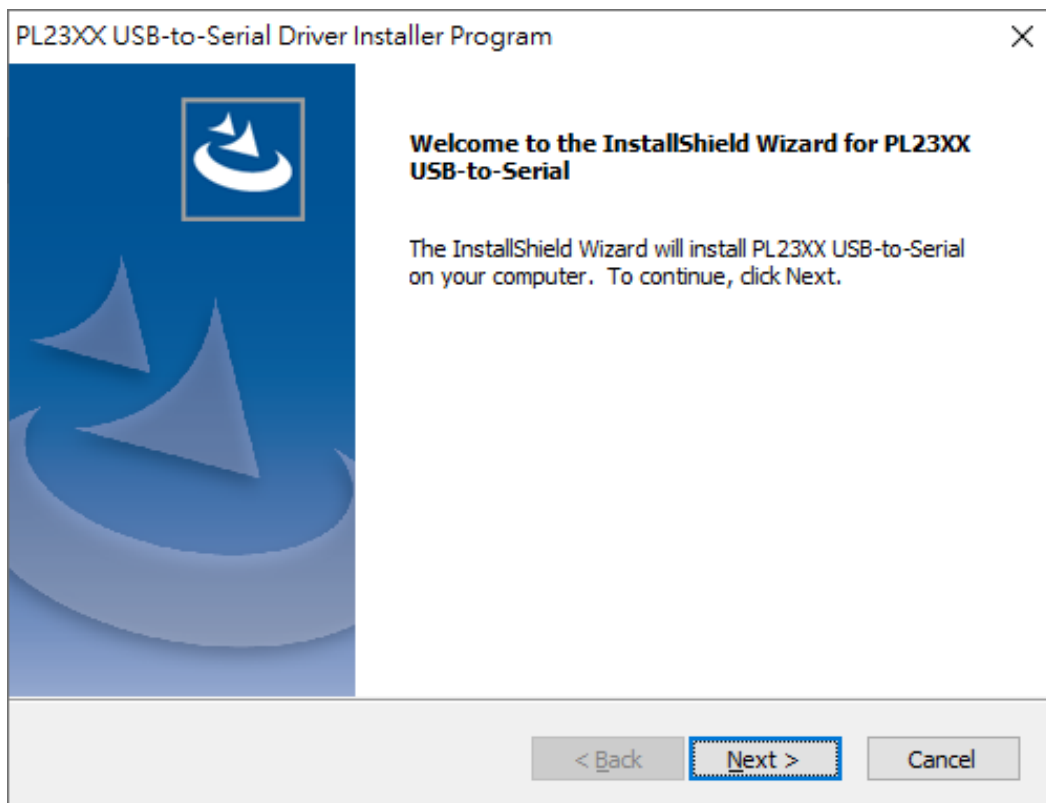 PL23XX USB-to-Serial Driver Installer Program
Welcome to the InstallShield Wizard for PL23XX
USB-to-Serial
The InstallShield Wizard will install PL23XX USB-to-Serial
on your computer.  To continue, click Next.
< Back
Next >
Cancel